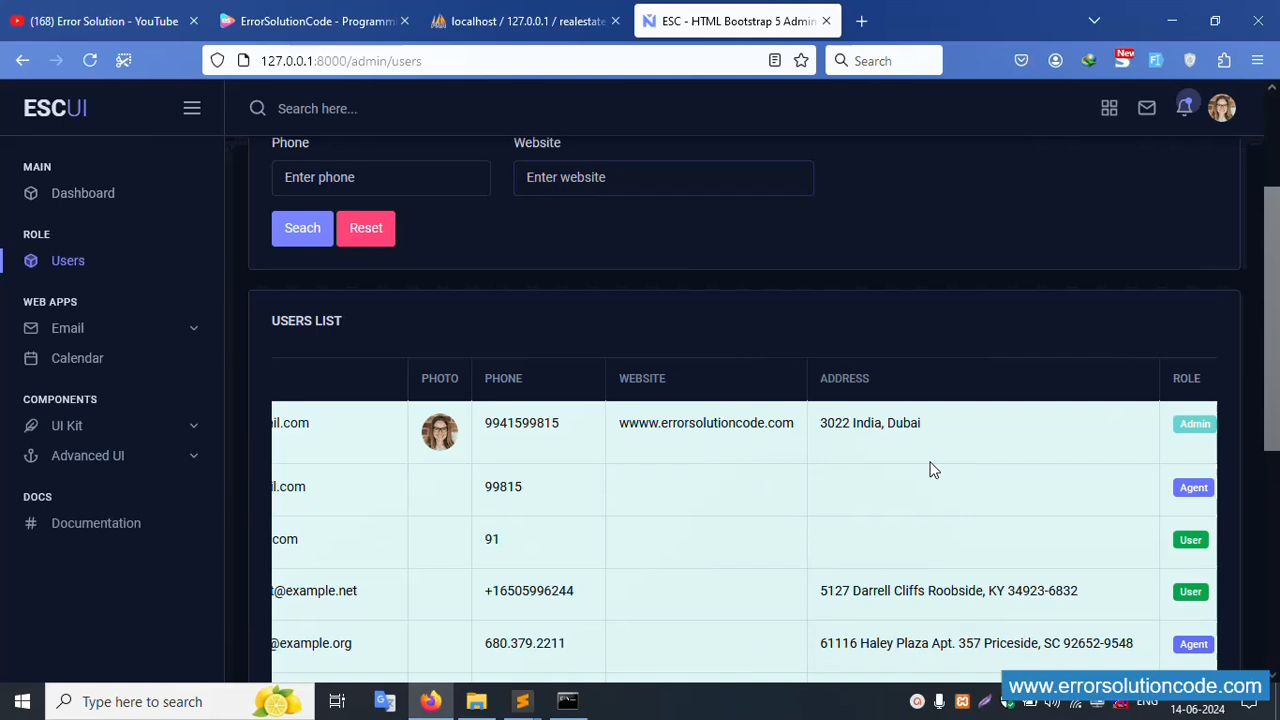 (168) Error Solution - YouTube
ErrorSolutionCode - Programm
localhost / 127.0.0.1 / realestate
ESC - HTML Bootstrap 5 Admin
127.0.0.1:8000/admin/users
Search
New
ESCUI
Search here...
MAIN
Dashboard
ROLE
Users
WEB APPS
Email
Calendar
COMPONENTS
UI Kit
Advanced UI
DOCS
Documentation
Phone
Website
Enter phone
Enter website
Seach
Reset
USERS LIST
PHOTO PHONE WEBSITE ADDRESS ROLE
il.com 9941599815 wwww.errorsolutioncode.com 3022 India, Dubai Admin
il.com 99815 Agent
.com 91 User
t@example.net +16505996244 5127 Darrell Cliffs Roobside, KY 34923-6832 User
@example.org 680.379.2211 61116 Haley Plaza Apt. 357 Priceside, SC 92652-9548 Agent
www.errorsolutioncode.com
Type here to search
14-06-2024